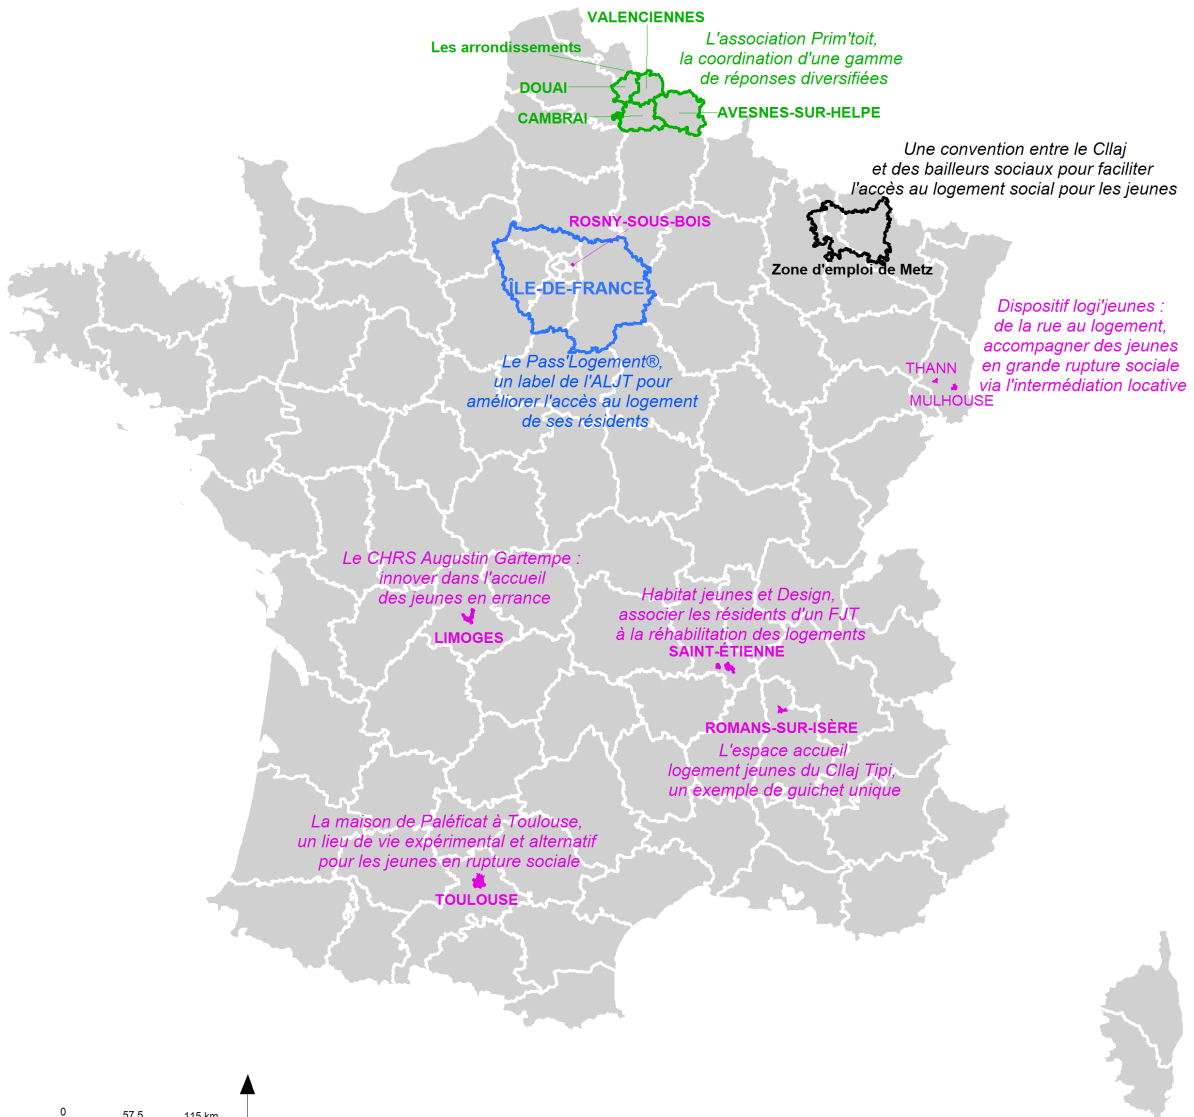 VALENCIENNES
Les arrondissements
L'association Prim'toit,
la coordination d'une gamme
de réponses diversifiées
DOUAI
CAMBRAI
AVESNES-SUR-HELPE
Une convention entre le Cllaj
et des bailleurs sociaux pour faciliter
l'accès au logement social pour les jeunes
ROSNY-SOUS-BOIS
Zone d'emploi de Metz
ÎLE-DE-FRANCE
Dispositif logi'jeunes :
de la rue au logement,
accompagner des jeunes
en grande rupture sociale
via l'intermédiation locative
THANN
MULHOUSE
Le Pass'Logement®,
un label de l'ALJT pour
améliorer l'accès au logement
de ses résidents
Le CHRS Augustin Gartempe :
innover dans l'accueil
des jeunes en errance
LIMOGES
Habitat jeunes et Design,
associer les résidents d'un FJT
à la réhabilitation des logements
SAINT-ÉTIENNE
ROMANS-SUR-ISÈRE
L'espace accueil
logement jeunes du Cllaj Tipi,
un exemple de guichet unique
La maison de Paléficat à Toulouse,
un lieu de vie expérimental et alternatif
pour les jeunes en rupture sociale
TOULOUSE
0 57,5 115 km